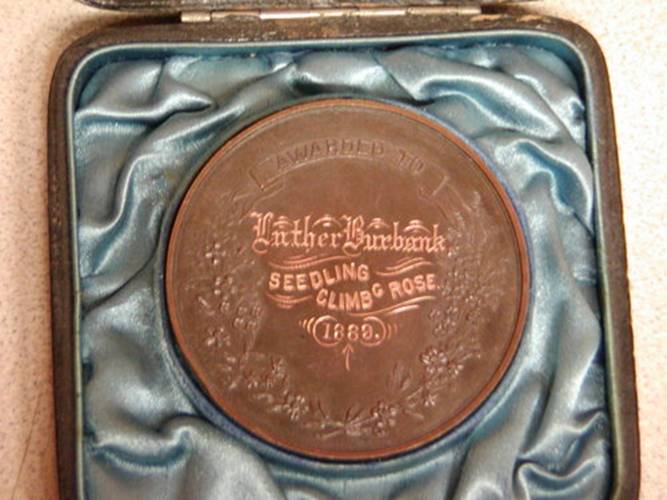 AWARDED TO
Luther Burbank
SEEDLING
CLIMBG ROSE.
1889.